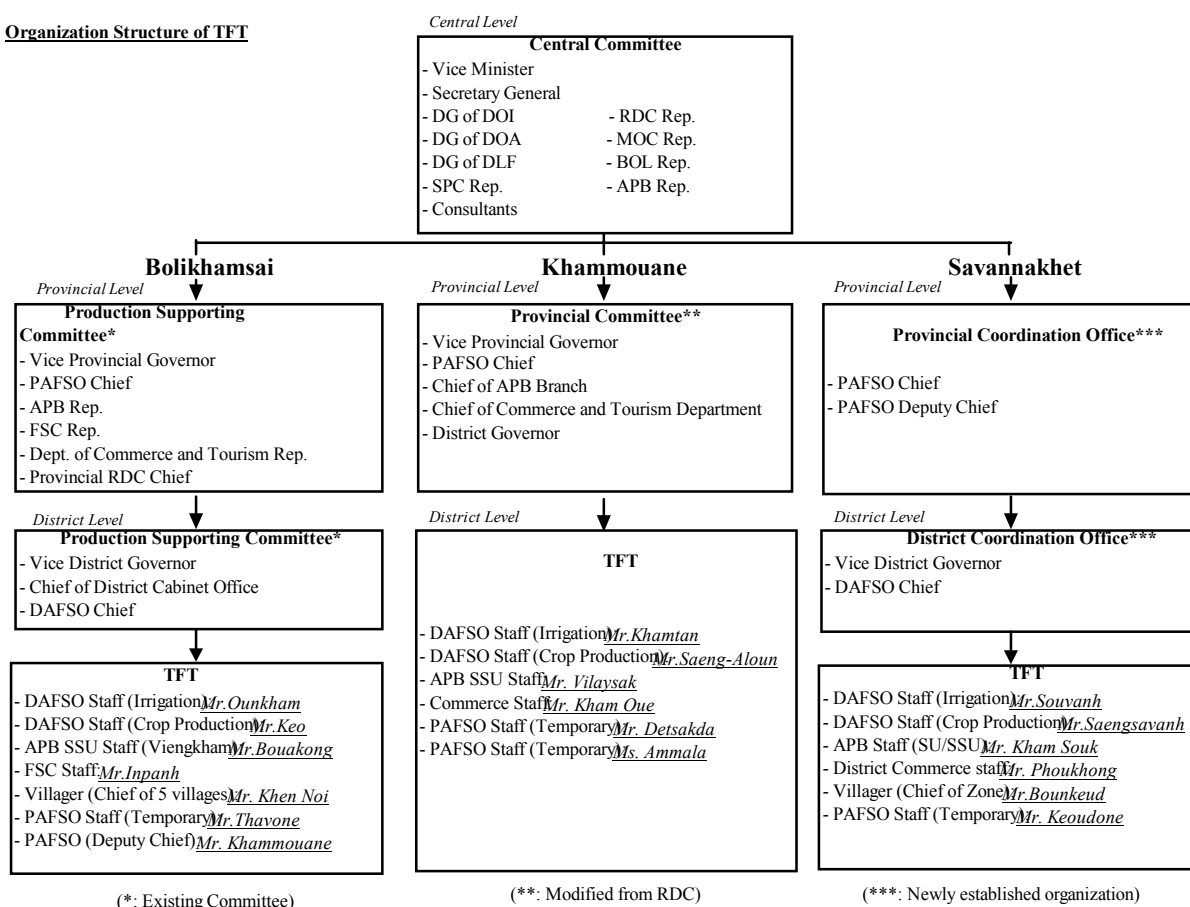 Organization Structure of TFT
Central Level
Central Committee
- Vice Minister
- Secretary General
- DG of DOI - RDC Rep.
- DG of DOA - MOC Rep.
- DG of DLF - BOL Rep.
- SPC Rep. - APB Rep.
- Consultants
Bolikhamsai
Provincial Level
Production Supporting
Committee*
- Vice Provincial Governor
- PAFSO Chief
- APB Rep.
- FSC Rep.
- Dept. of Commerce and Tourism Rep.
- Provincial RDC Chief
District Level
Production Supporting Committee*
- Vice District Governor
- Chief of District Cabinet Office
- DAFSO Chief
TFT
- DAFSO Staff (Irrigation) Mr.Ounkham
- DAFSO Staff (Crop Production) Mr.Keo
- APB SSU Staff (Viengkham) Mr.Bouakong
- FSC Staff: Mr.Inpanh
- Villager (Chief of 5 villages) Mr. Khen Noi
- PAFSO Staff (Temporary) Mr.Thavone
- PAFSO (Deputy Chief): Mr. Khammouane
(*: Existing Committee)
Khammouane
Provincial Level
Provincial Committee**
- Vice Provincial Governor
- PAFSO Chief
- Chief of APB Branch
- Chief of Commerce and Tourism Department
- District Governor
District Level
TFT
- DAFSO Staff (Irrigation) Mr.Khamtan
- DAFSO Staff (Crop Production) Mr.Saeng-Aloun
- APB SSU Staff Mr. Vilaysak
- Commerce Staff Mr. Kham Oue
- PAFSO Staff (Temporary) Mr. Detsakda
- PAFSO Staff (Temporary) Ms. Ammala
(**: Modified from RDC)
Savannakhet
Provincial Level
Provincial Coordination Office***
- PAFSO Chief
- PAFSO Deputy Chief
District Level
District Coordination Office***
- Vice District Governor
- DAFSO Chief
TFT
- DAFSO Staff (Irrigation) Mr.Souvanh
- DAFSO Staff (Crop Production) Mr.Saengsavanh
- APB Staff (SU/SSU) Mr. Kham Souk
- District Commerce staff Mr. Phoukhong
- Villager (Chief of Zone) Mr.Bounkeud
- PAFSO Staff (Temporary) Mr. Keoudone
(***: Newly established organization)